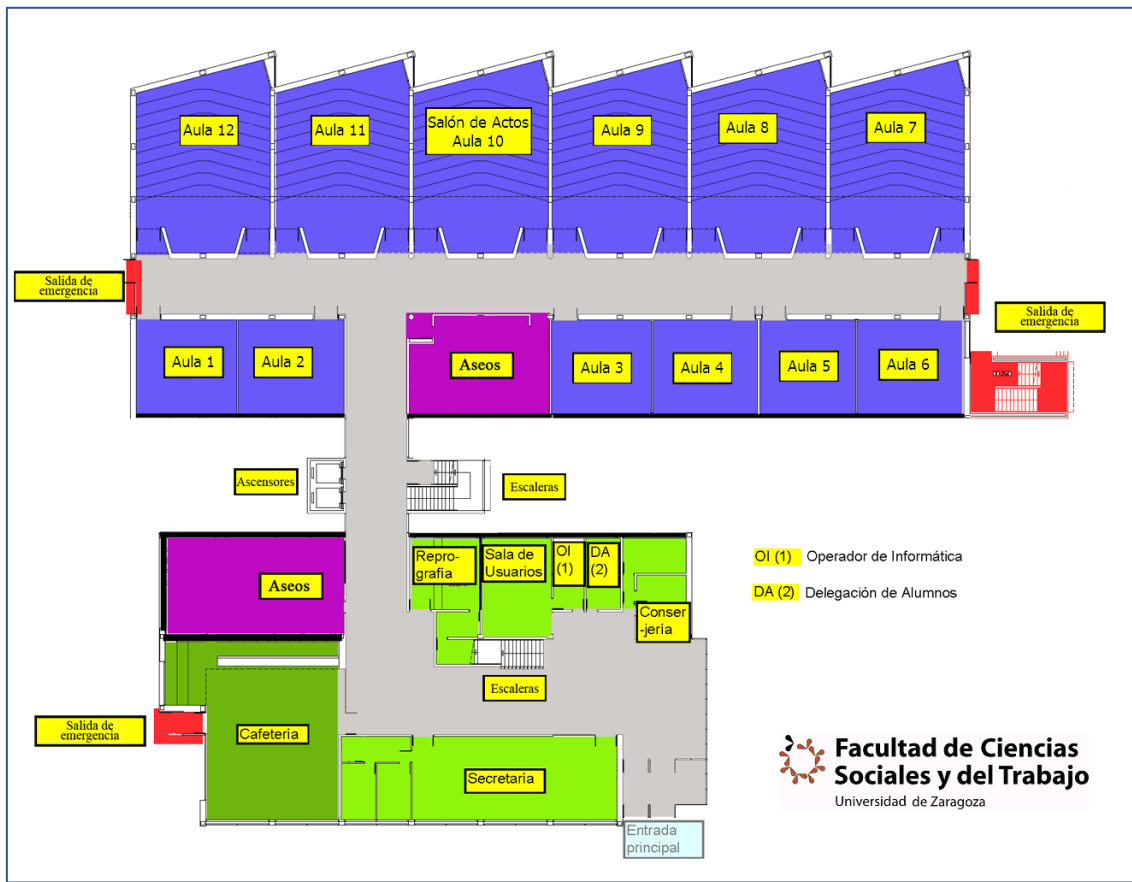 Aula 12
Aula 11
Salón de Actos
Aula 10
Aula 9
Aula 8
Aula 7
Salida de
emergencia
Salida de
emergencia
Aula 1
Aula 2
Aseos
Aula 3
Aula 4
Aula 5
Aula 6
Ascensores
Escaleras
Aseos
Repro-
grafía
Sala de
Usuarios
OI
(1)
DA
(2)
Conser
-jería
OI (1) Operador de Informática
DA (2) Delegación de Alumnos
Escaleras
Salida de
emergencia
Cafetería
Secretaría
Entrada
principal
Facultad de Ciencias
Sociales y del Trabajo
Universidad de Zaragoza